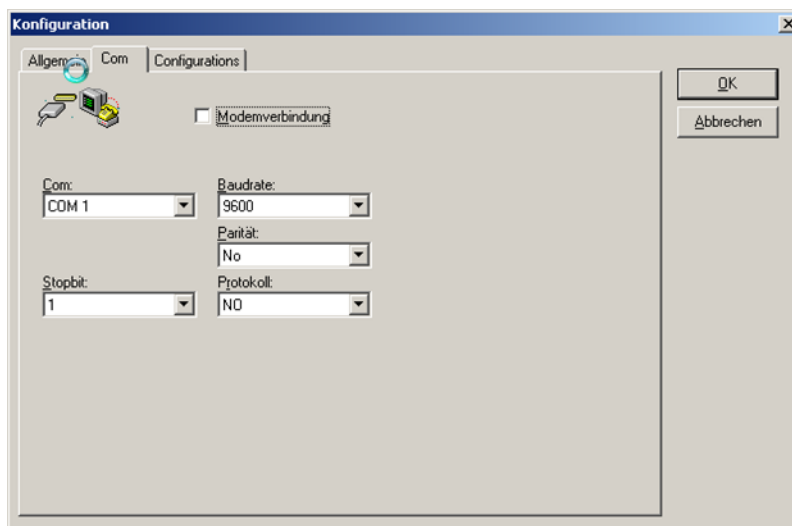 Konfiguration
Com
Configurations
OK
Modemverbindung
Abbrechen
Com:
Baudrate:
COM 1
9600
Parität:
No
Stopbit:
Protokoll:
1
NO